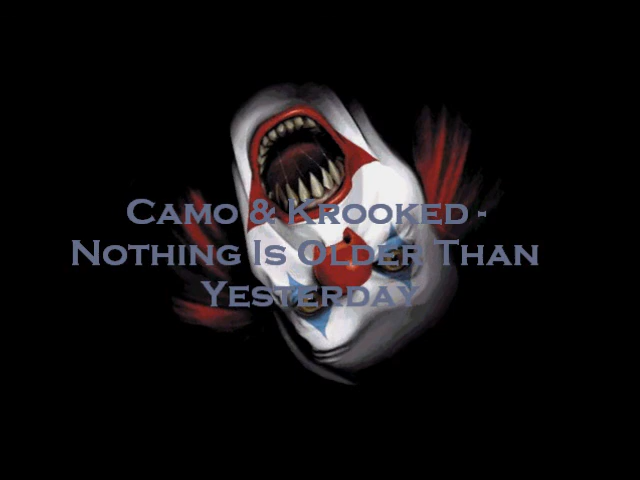 Camo & Krooked -
Nothing Is Older Than
Yesterday